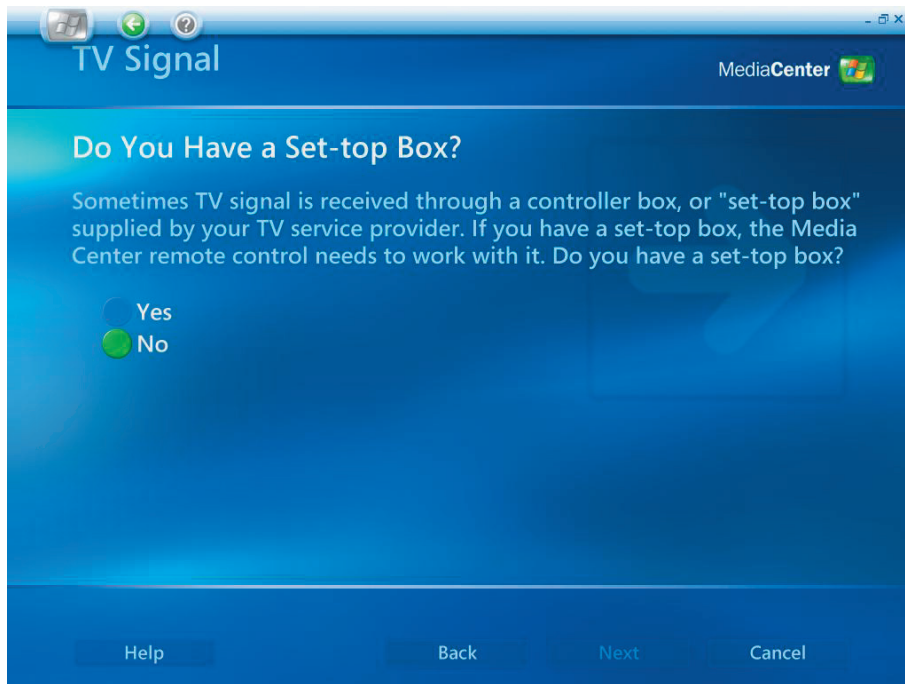 TV Signal
MediaCenter
Do You Have a Set-top Box?
Sometimes TV signal is received through a controller box, or "set-top box"
supplied by your TV service provider. If you have a set-top box, the Media
Center remote control needs to work with it. Do you have a set-top box?
Yes
No
Help Back Next Cancel